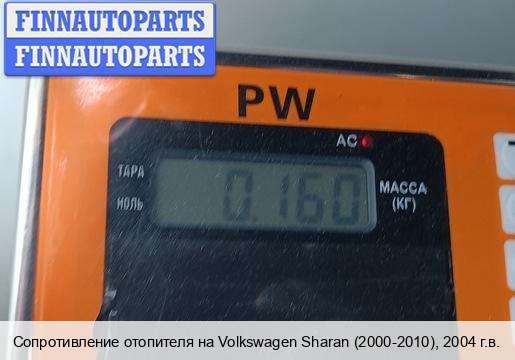 FINNAUTOPARTS
FINNAUTOPARTS
PW
AC
ТАРА
НОЛЬ
0.160
МАССА
(КГ)
Сопротивление отопителя на Volkswagen Sharan (2000-2010), 2004 г.в.